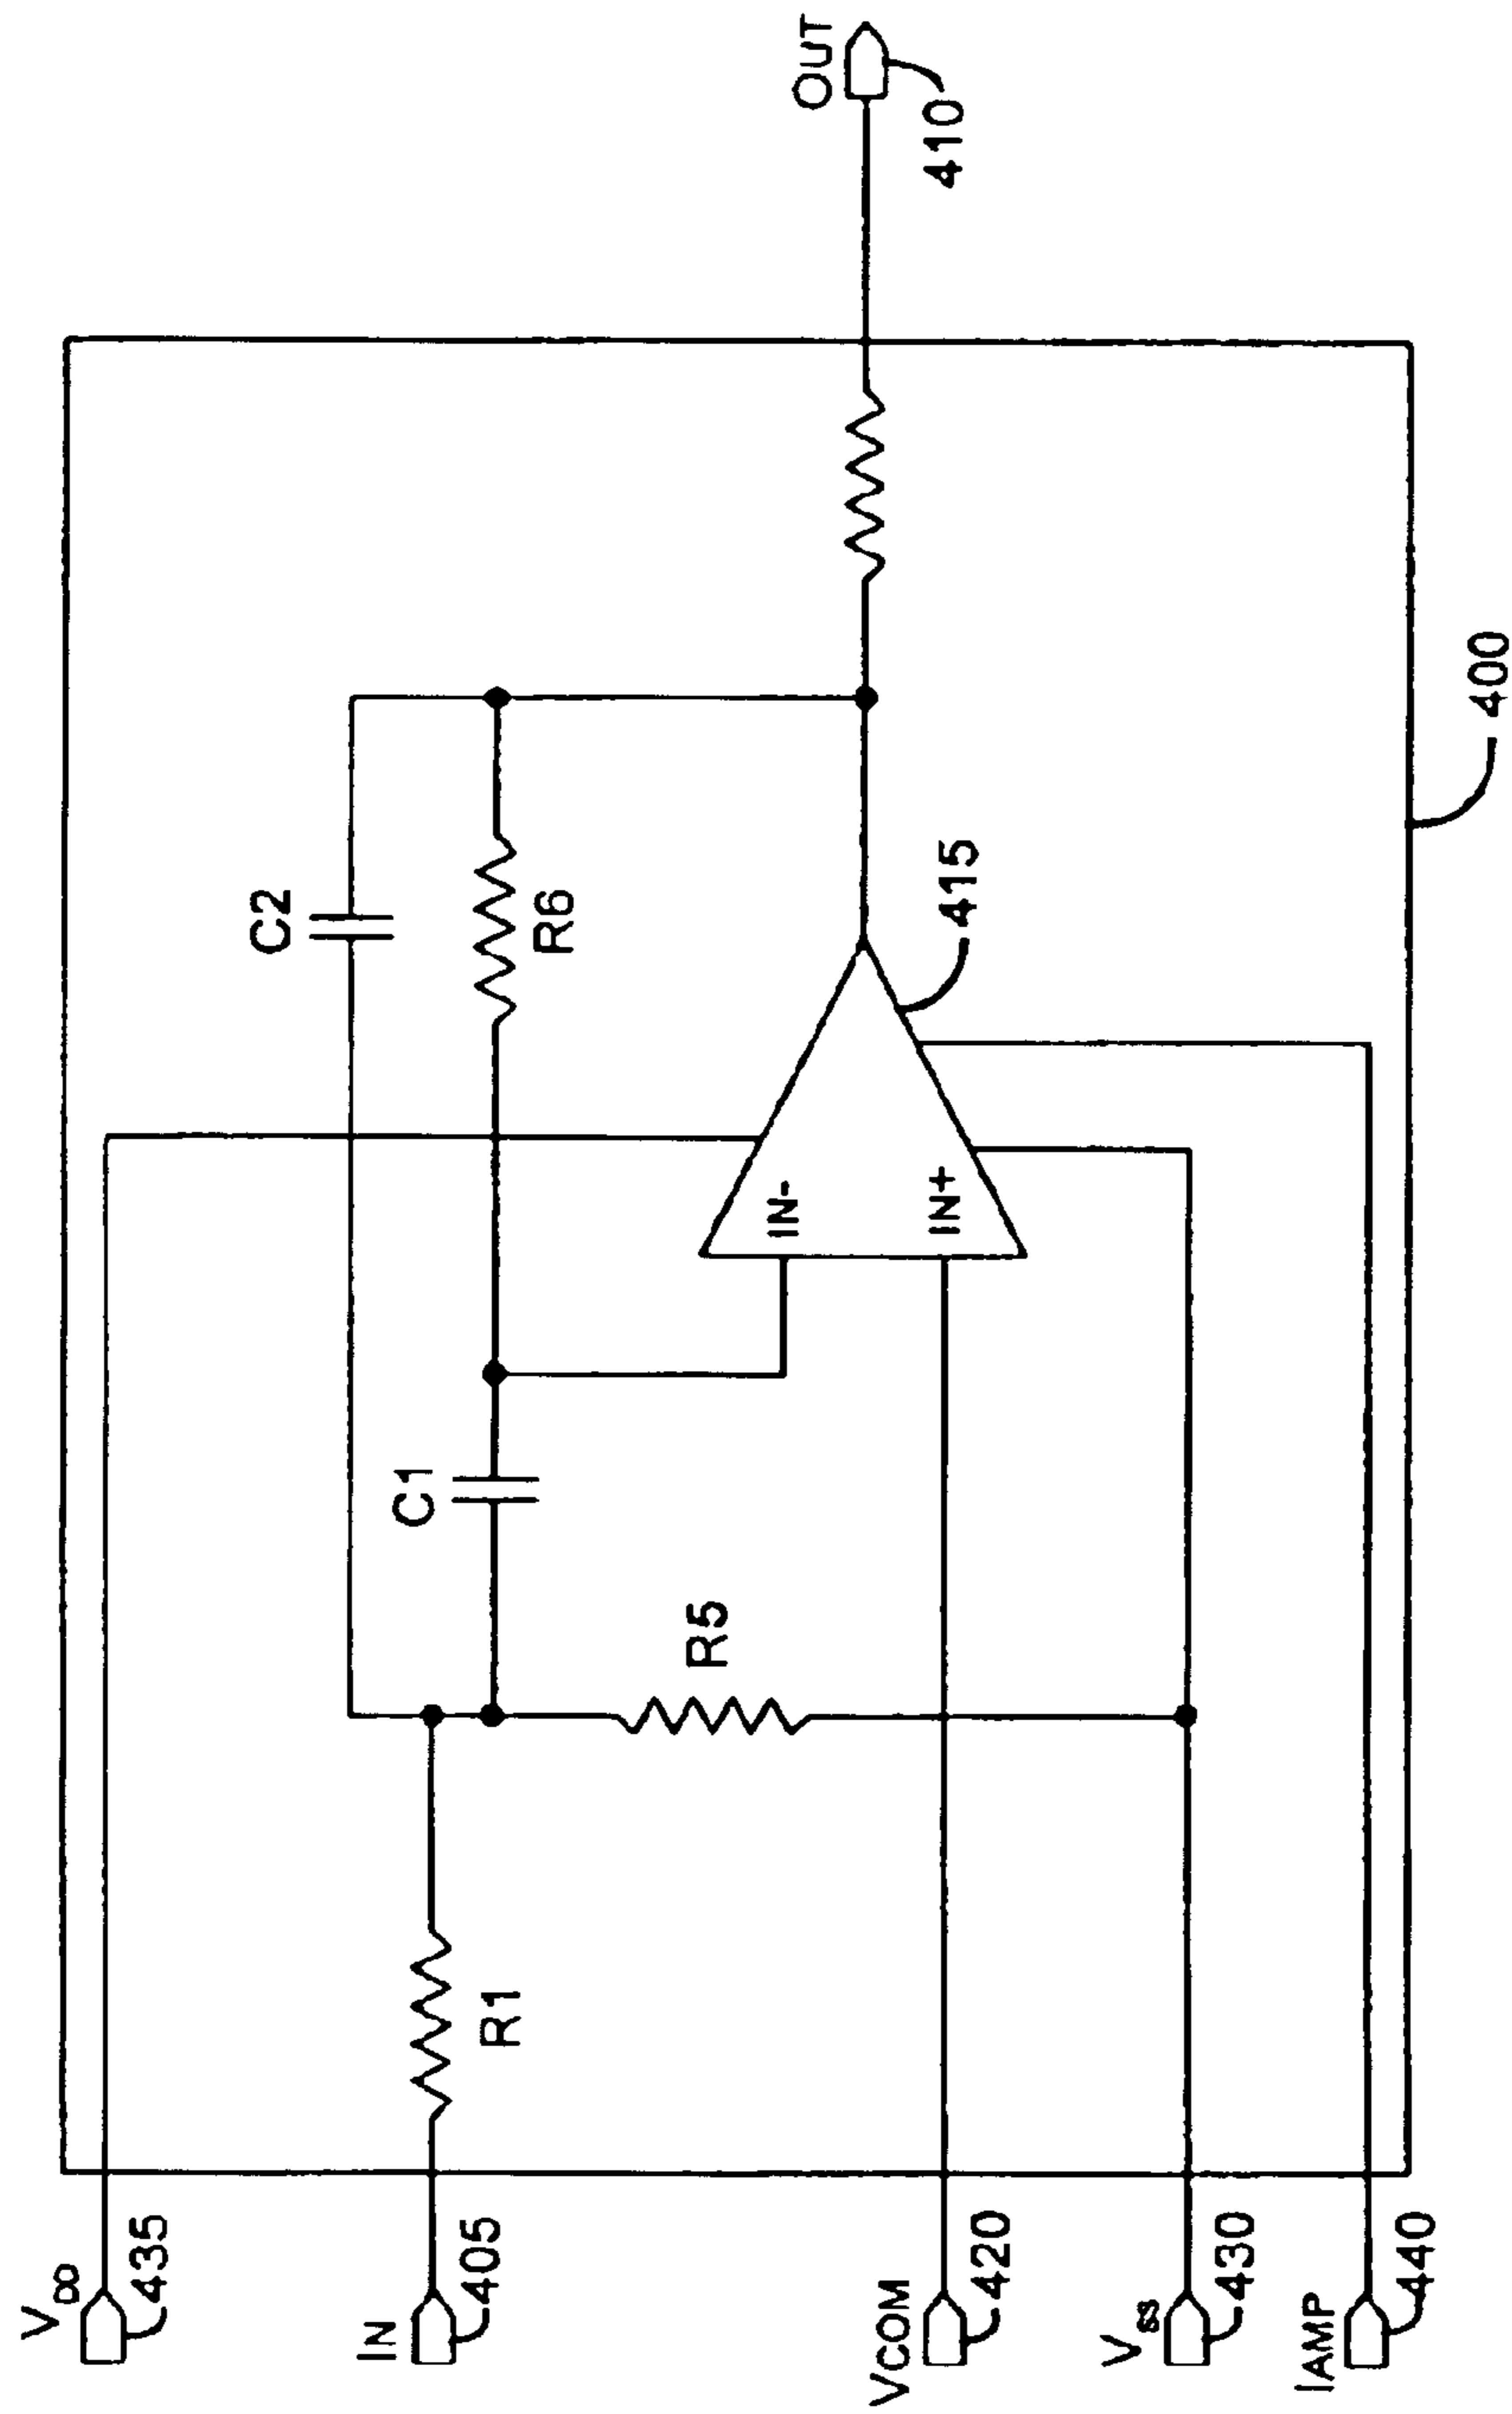 VDD
435
IN
405
VCOM
420
VSS
430
IAMP
440
R1
R5
C1
C2
R6
IN-
IN+
415
400
OUT
410